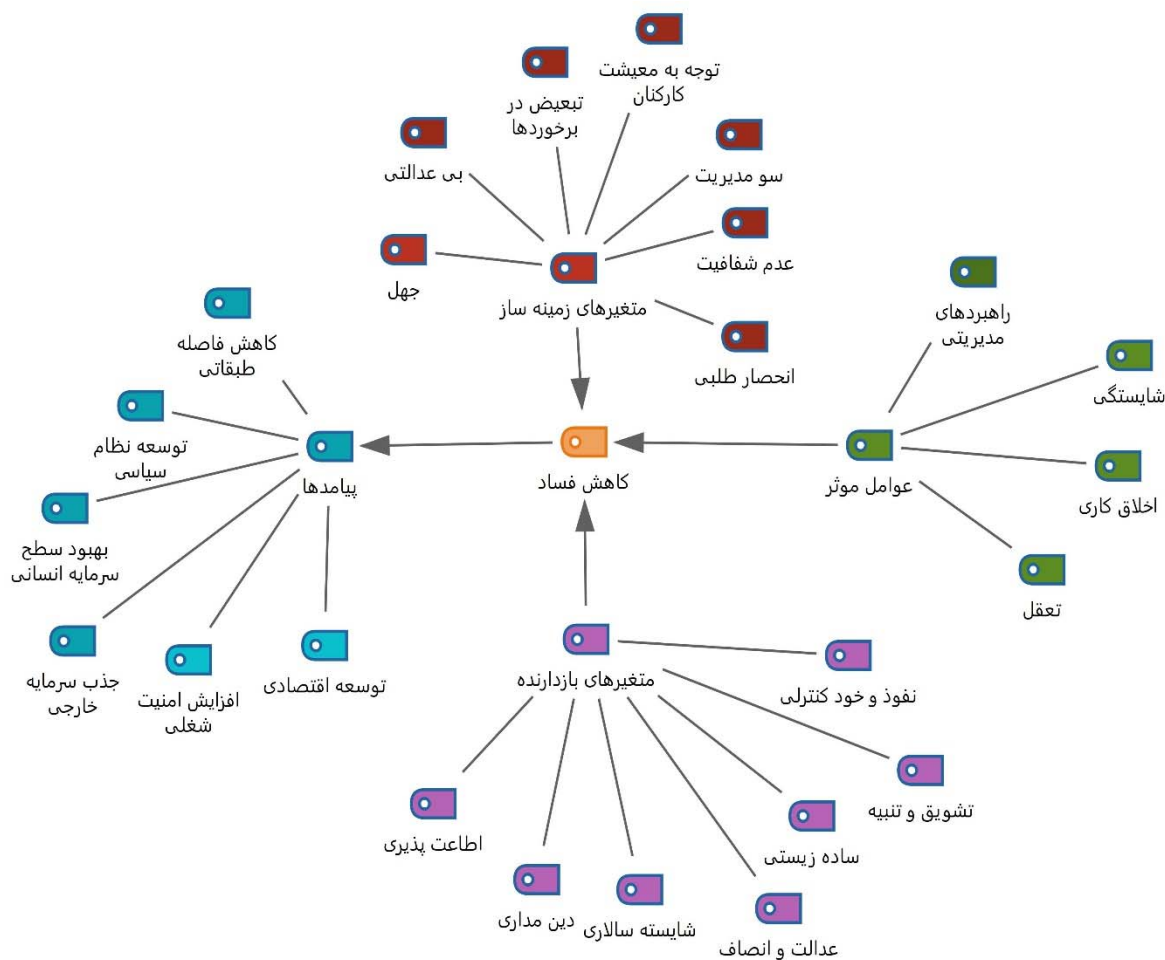 توجه به معیشت
کارکنان
تبعیض در
برخوردها
بی عدالتی
سو مدیریت
عدم شفافیت
جهل
متغیرهای زمینه ساز
انحصار طلبی
راهبردهای
مدیریتی
شایستگی
عوامل موثر
اخلاق کاری
تعقل
کاهش فساد
کاهش فاصله
طبقاتی
توسعه نظام
سیاسی
پیامدها
بهبود سطح
سرمایه انسانی
جذب سرمایه
خارجی
افزایش امنیت
شغلی
توسعه اقتصادی
متغیرهای بازدارنده
نفوذ و خود کنترلی
تشویق و تنبیه
ساده زیستی
عدالت و انصاف
شایسته سالاری
دین مداری
اطاعت پذیری